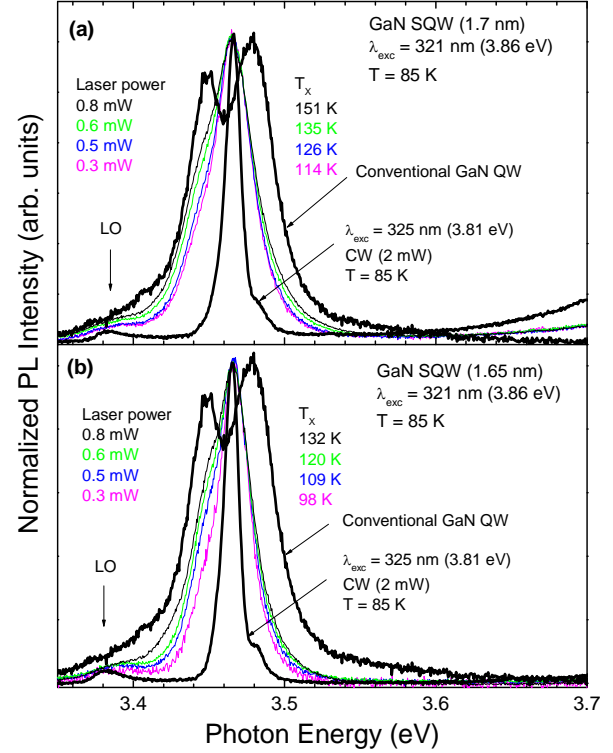 (a)
GaN SQW (1.7 nm)
λexc = 321 nm (3.86 eV)
T = 85 K
Laser power
0.8 mW
0.6 mW
0.5 mW
0.3 mW
TX
151 K
135 K
126 K
114 K
Conventional GaN QW
LO
λexc = 325 nm (3.81 eV)
CW (2 mW)
T = 85 K
(b)
GaN SQW (1.65 nm)
λexc = 321 nm (3.86 eV)
T = 85 K
Laser power
0.8 mW
0.6 mW
0.5 mW
0.3 mW
TX
132 K
120 K
109 K
98 K
Conventional GaN QW
LO
λexc = 325 nm (3.81 eV)
CW (2 mW)
T = 85 K
Normalized PL Intensity (arb. units)
3.4
3.5
3.6
3.7
Photon Energy (eV)